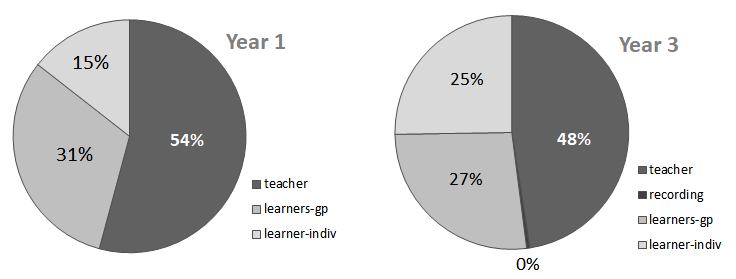 Year 1
15%
54%
31%
teacher
learners-gp
learner-indiv
Year 3
25%
48%
27%
0%
teacher
recording
learners-gp
learner-indiv